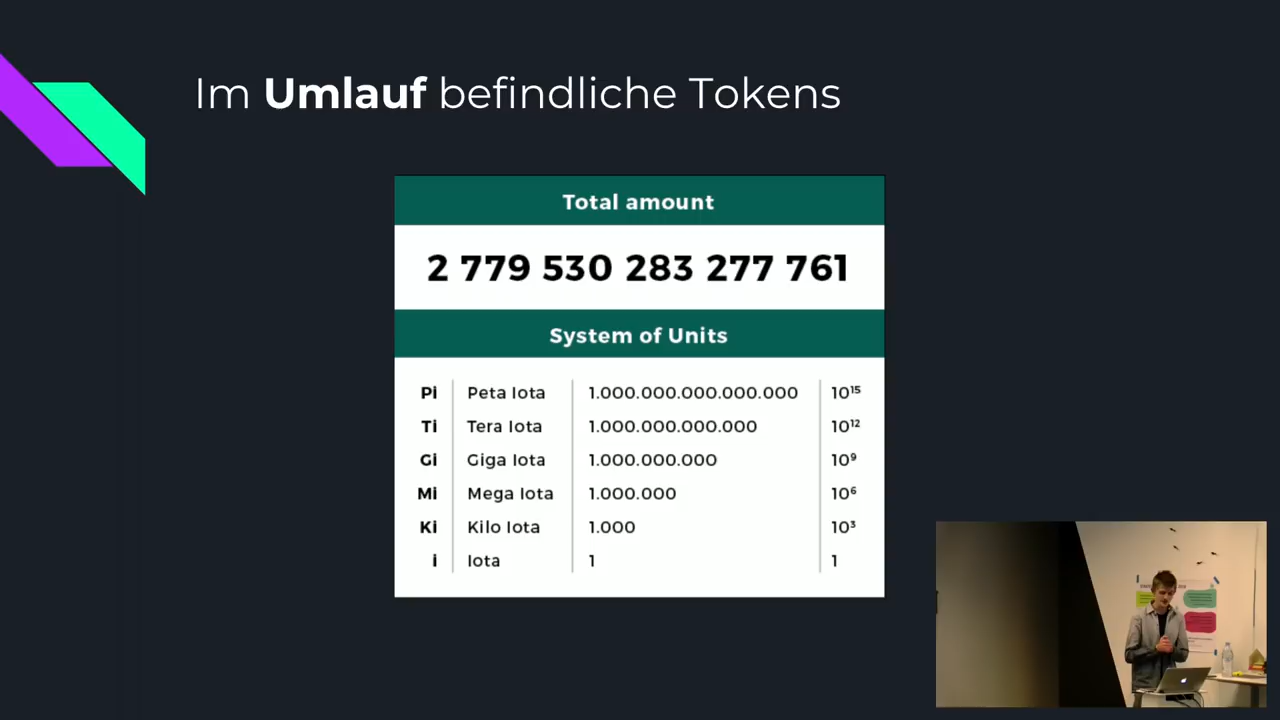 Im Umlauf befindliche Tokens
Total amount
2 779 530 283 277 761
System of Units
Pi Peta Iota 1.000.000.000.000.000 10¹⁵
Ti Tera Iota 1.000.000.000.000 10¹²
Gi Giga Iota 1.000.000.000 10⁹
Mi Mega Iota 1.000.000 10⁶
Ki Kilo Iota 1.000 10³
i Iota 1 1